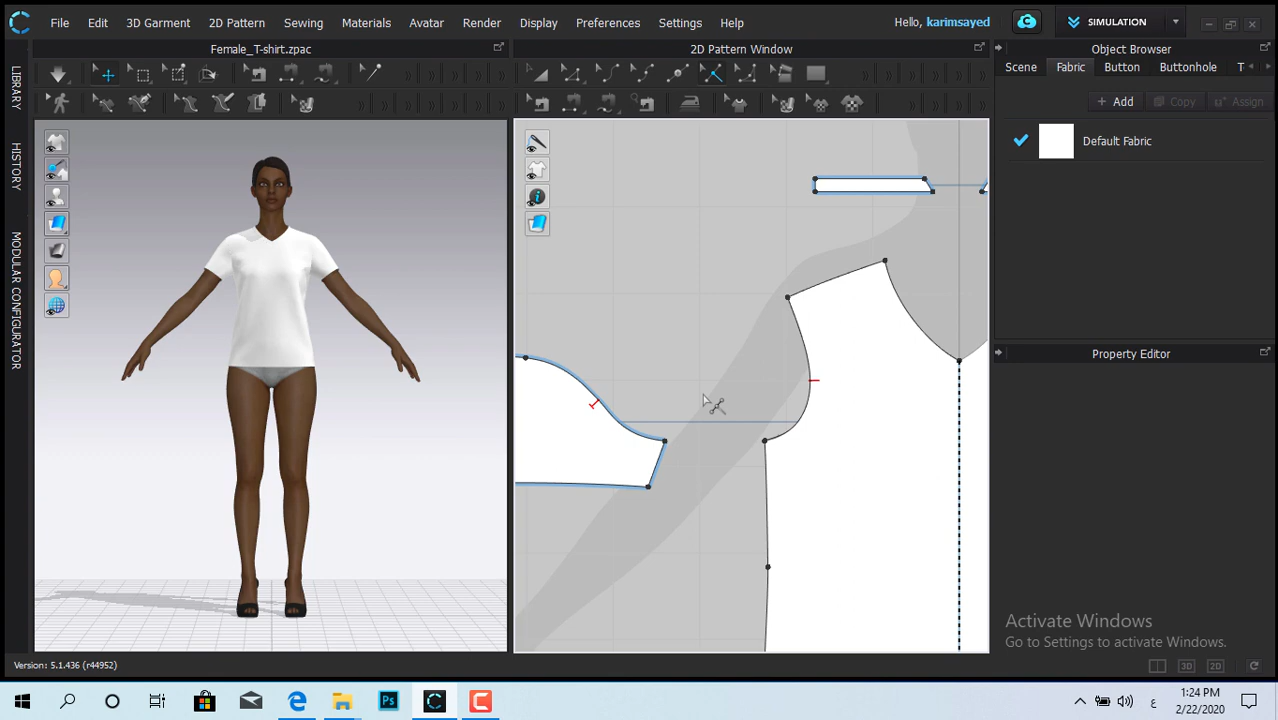 File Edit 3D Garment 2D Pattern Sewing Materials Avatar Render Display Preferences Settings Help
Hello, karimsayed
SIMULATION
Female_T-shirt.zpac
2D Pattern Window
Object Browser
LIBRARY
HISTORY
MODULAR CONFIGURATOR
Scene Fabric Button Buttonhole T
+ Add Copy Assign
Default Fabric
Property Editor
Activate Windows
Go to Settings to activate Windows.
Version: 5.1.436 (r44952)
3D 2D
Ps
ع
1:24 PM
2/22/2020